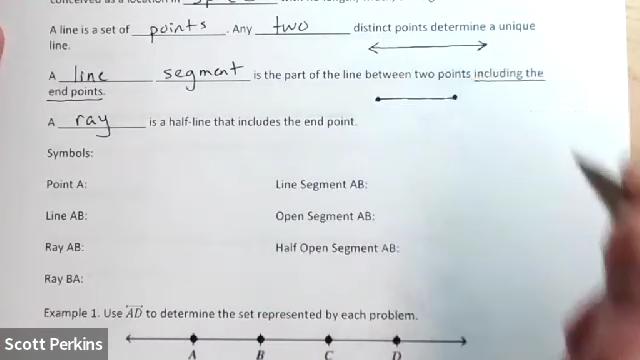 A line is a set of points. Any two distinct points determine a unique
line.
A line segment is the part of the line between two points including the
end points.
A ray is a half-line that includes the end point.
Symbols:
Point A: Line Segment AB:
Line AB: Open Segment AB:
Ray AB: Half Open Segment AB:
Ray BA:
Example 1. Use AD to determine the set represented by each problem.
A B C D
Scott Perkins